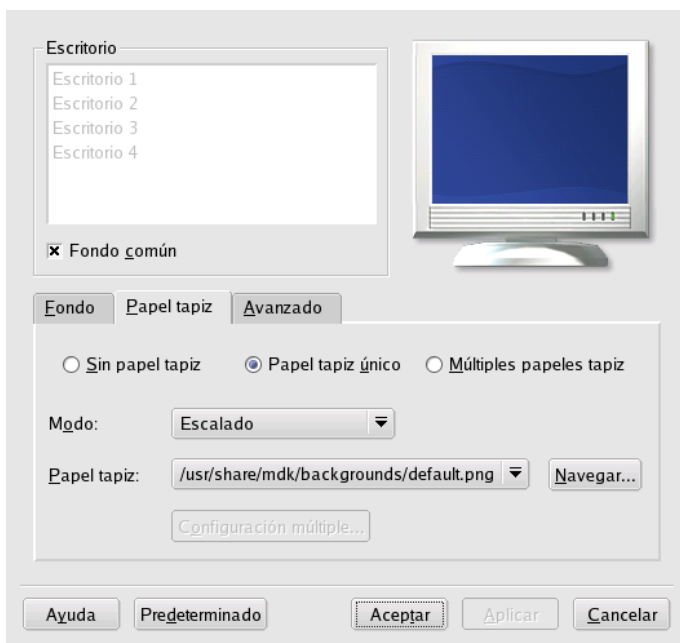 Escritorio
Escritorio 1
Escritorio 2
Escritorio 3
Escritorio 4
Fondo común
Fondo Papel tapiz Avanzado
Sin papel tapiz Papel tapiz único Múltiples papeles tapiz
Modo: Escalado
Papel tapiz: /usr/share/mdk/backgrounds/default.png Navegar...
Configuración múltiple...
Ayuda Predeterminado Aceptar Aplicar Cancelar